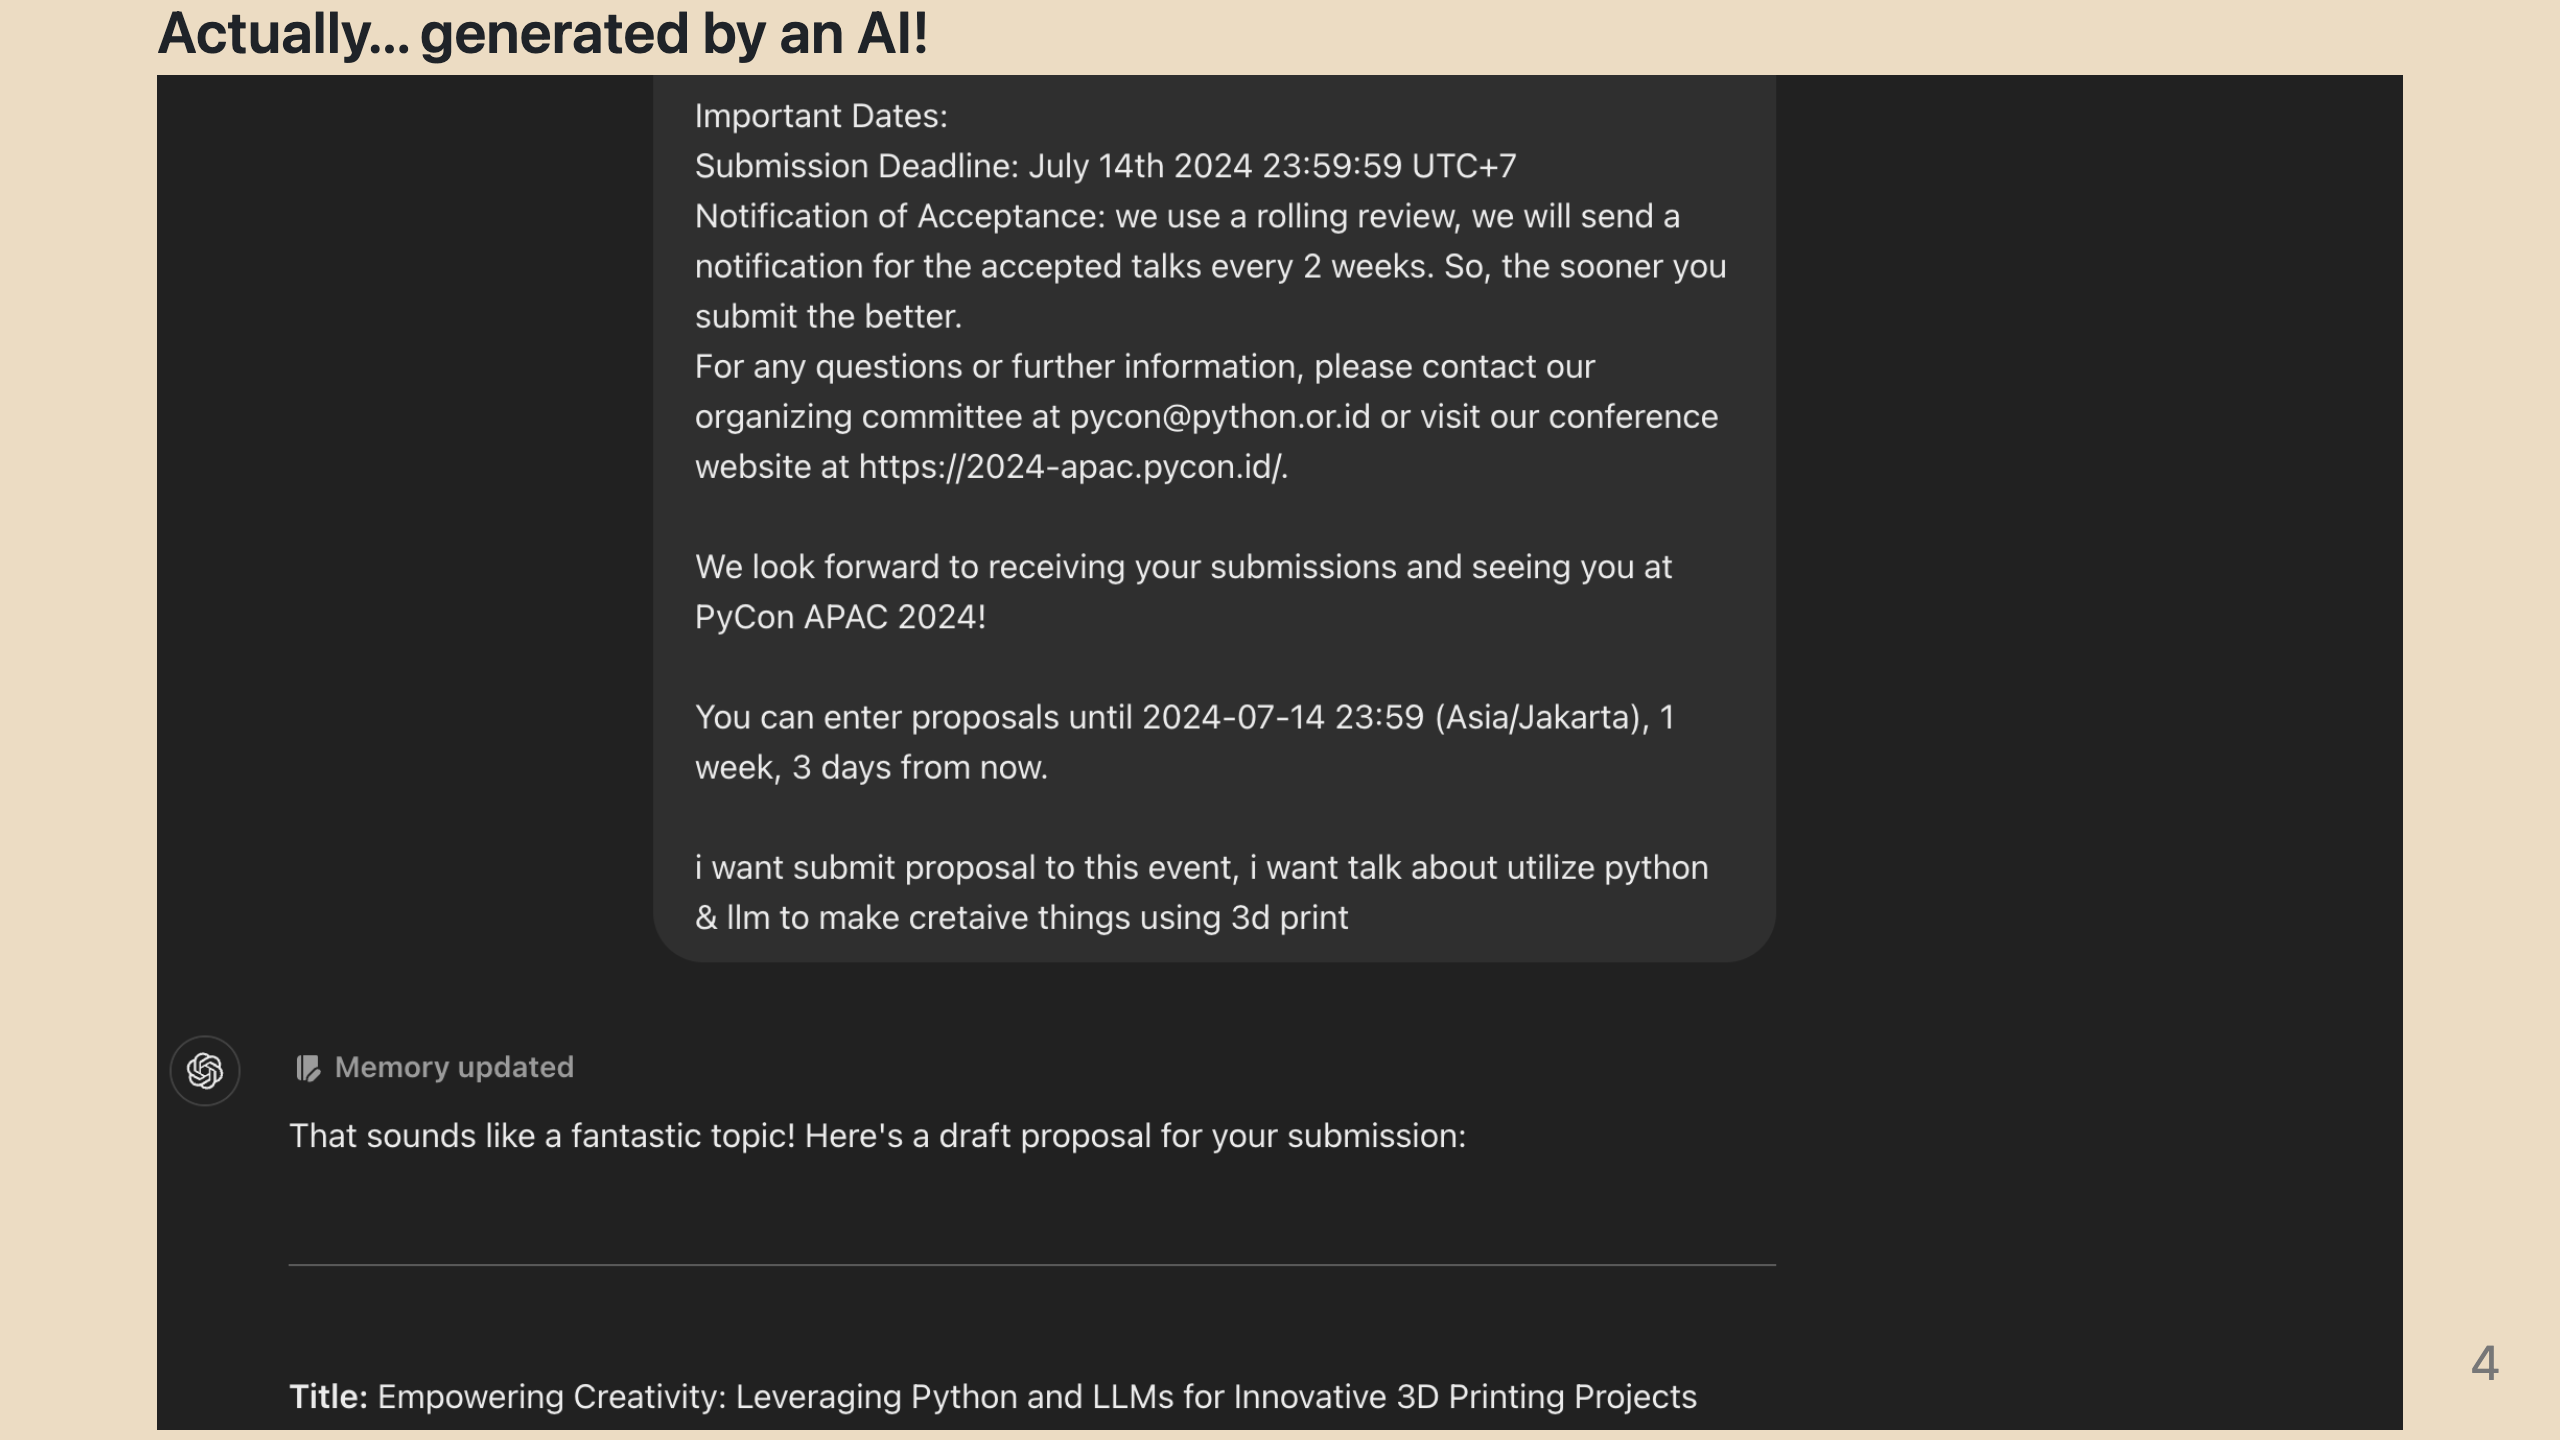 Actually... generated by an AI!
Important Dates:
Submission Deadline: July 14th 2024 23:59:59 UTC+7
Notification of Acceptance: we use a rolling review, we will send a
notification for the accepted talks every 2 weeks. So, the sooner you
submit the better.
For any questions or further information, please contact our
organizing committee at pycon@python.or.id or visit our conference
website at https://2024-apac.pycon.id/.
We look forward to receiving your submissions and seeing you at
PyCon APAC 2024!
You can enter proposals until 2024-07-14 23:59 (Asia/Jakarta), 1
week, 3 days from now.
i want submit proposal to this event, i want talk about utilize python
& llm to make cretaive things using 3d print
Memory updated
That sounds like a fantastic topic! Here's a draft proposal for your submission:
Title: Empowering Creativity: Leveraging Python and LLMs for Innovative 3D Printing Projects
4